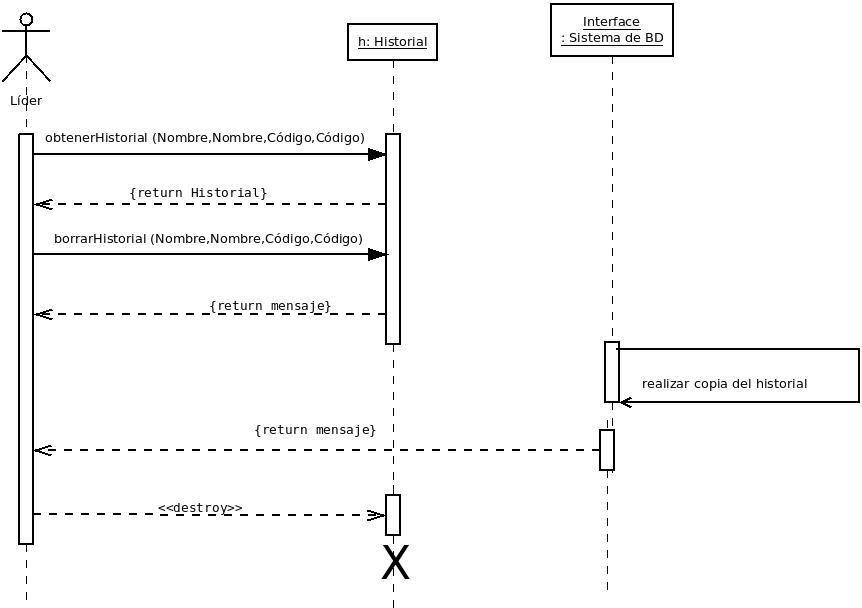 Interface
: Sistema de BD
h: Historial
Líder
obtenerHistorial (Nombre,Nombre,Código,Código)
{return Historial}
borrarHistorial (Nombre,Nombre,Código,Código)
{return mensaje}
realizar copia del historial
{return mensaje}
<<destroy>>
X